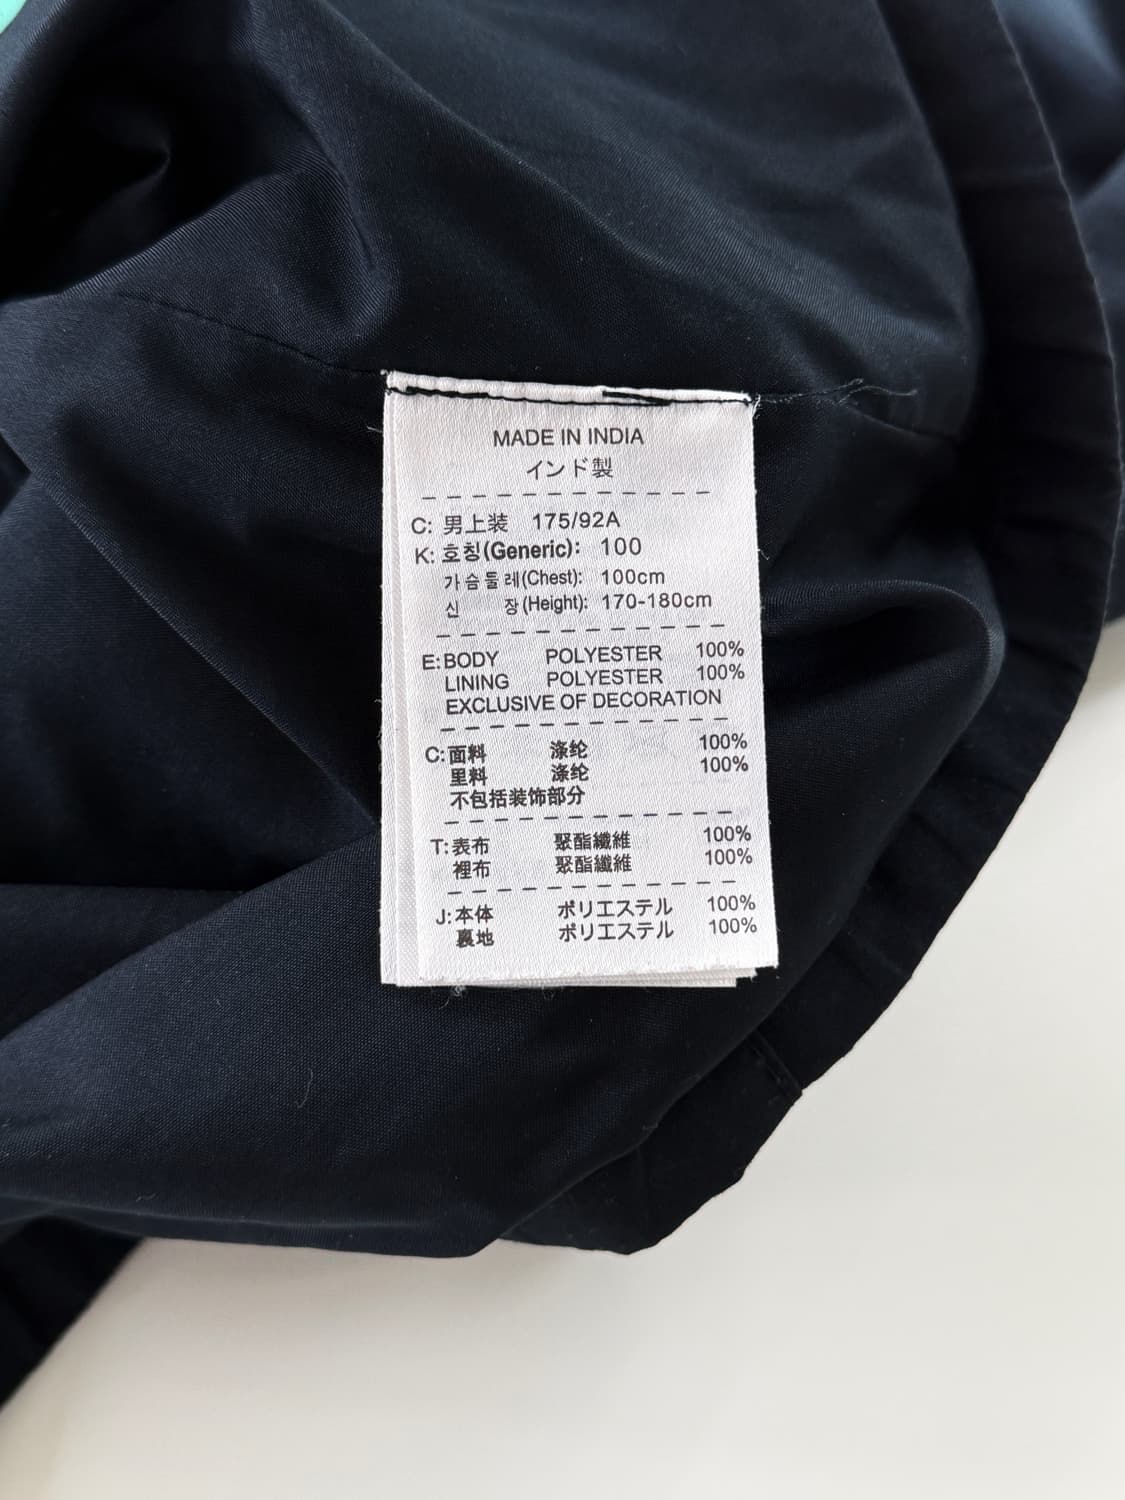 MADE IN INDIA
インド製
C: 男上装 175/92A
K: 호칭(Generic): 100
가슴둘레(Chest): 100cm
신 장(Height): 170-180cm
E: BODY POLYESTER 100%
LINING POLYESTER 100%
EXCLUSIVE OF DECORATION
C: 面料 涤纶 100%
里料 涤纶 100%
不包括装饰部分
T: 表布 聚酯纖維 100%
裡布 聚酯纖維 100%
J: 本体 ポリエステル 100%
裏地 ポリエステル 100%